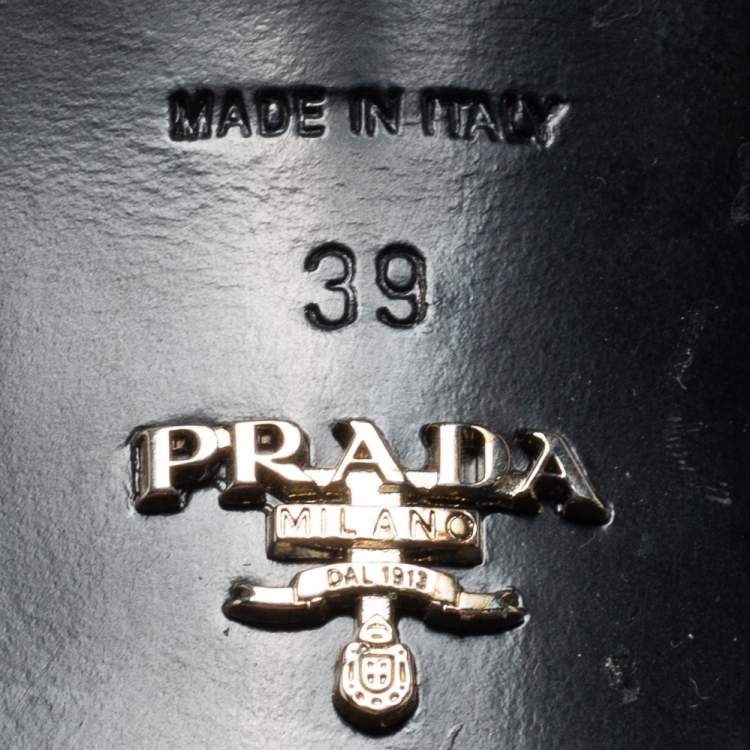 MADE IN ITALY
39
PRADA
MILANO
DAL 1913